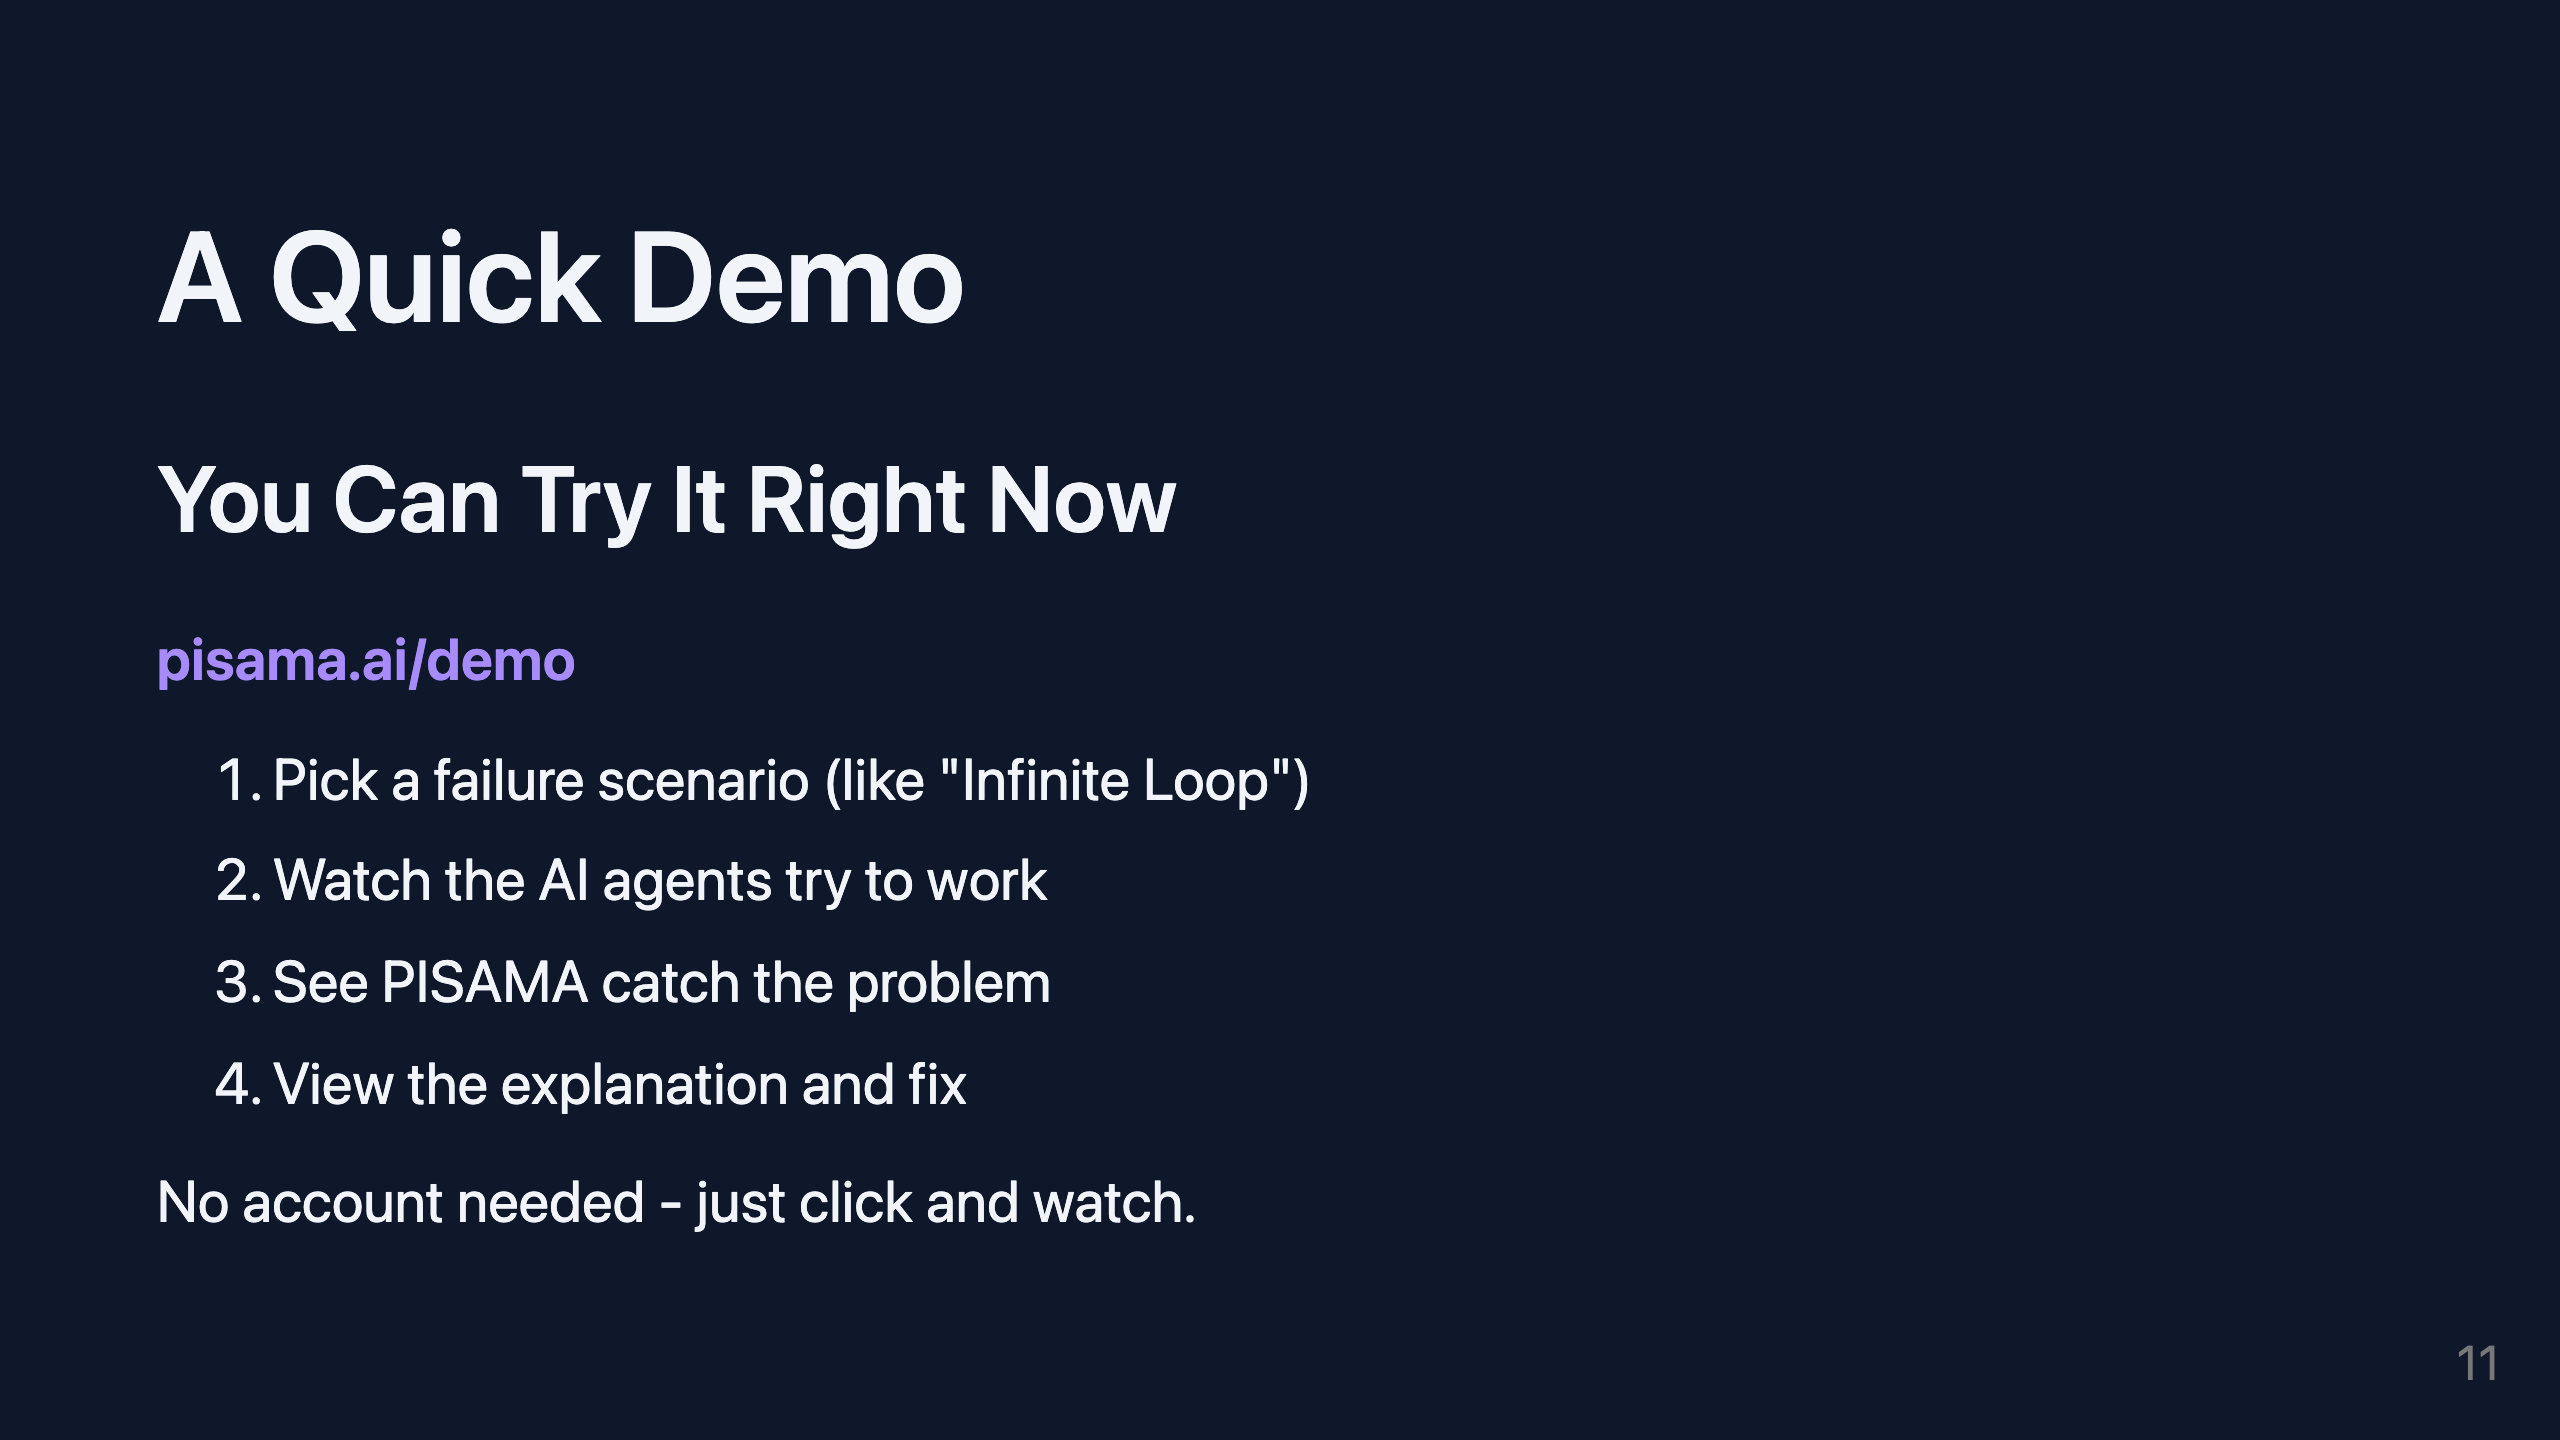 A Quick Demo
You Can Try It Right Now
pisama.ai/demo
1. Pick a failure scenario (like "Infinite Loop")
2. Watch the AI agents try to work
3. See PISAMA catch the problem
4. View the explanation and fix
No account needed - just click and watch.
11